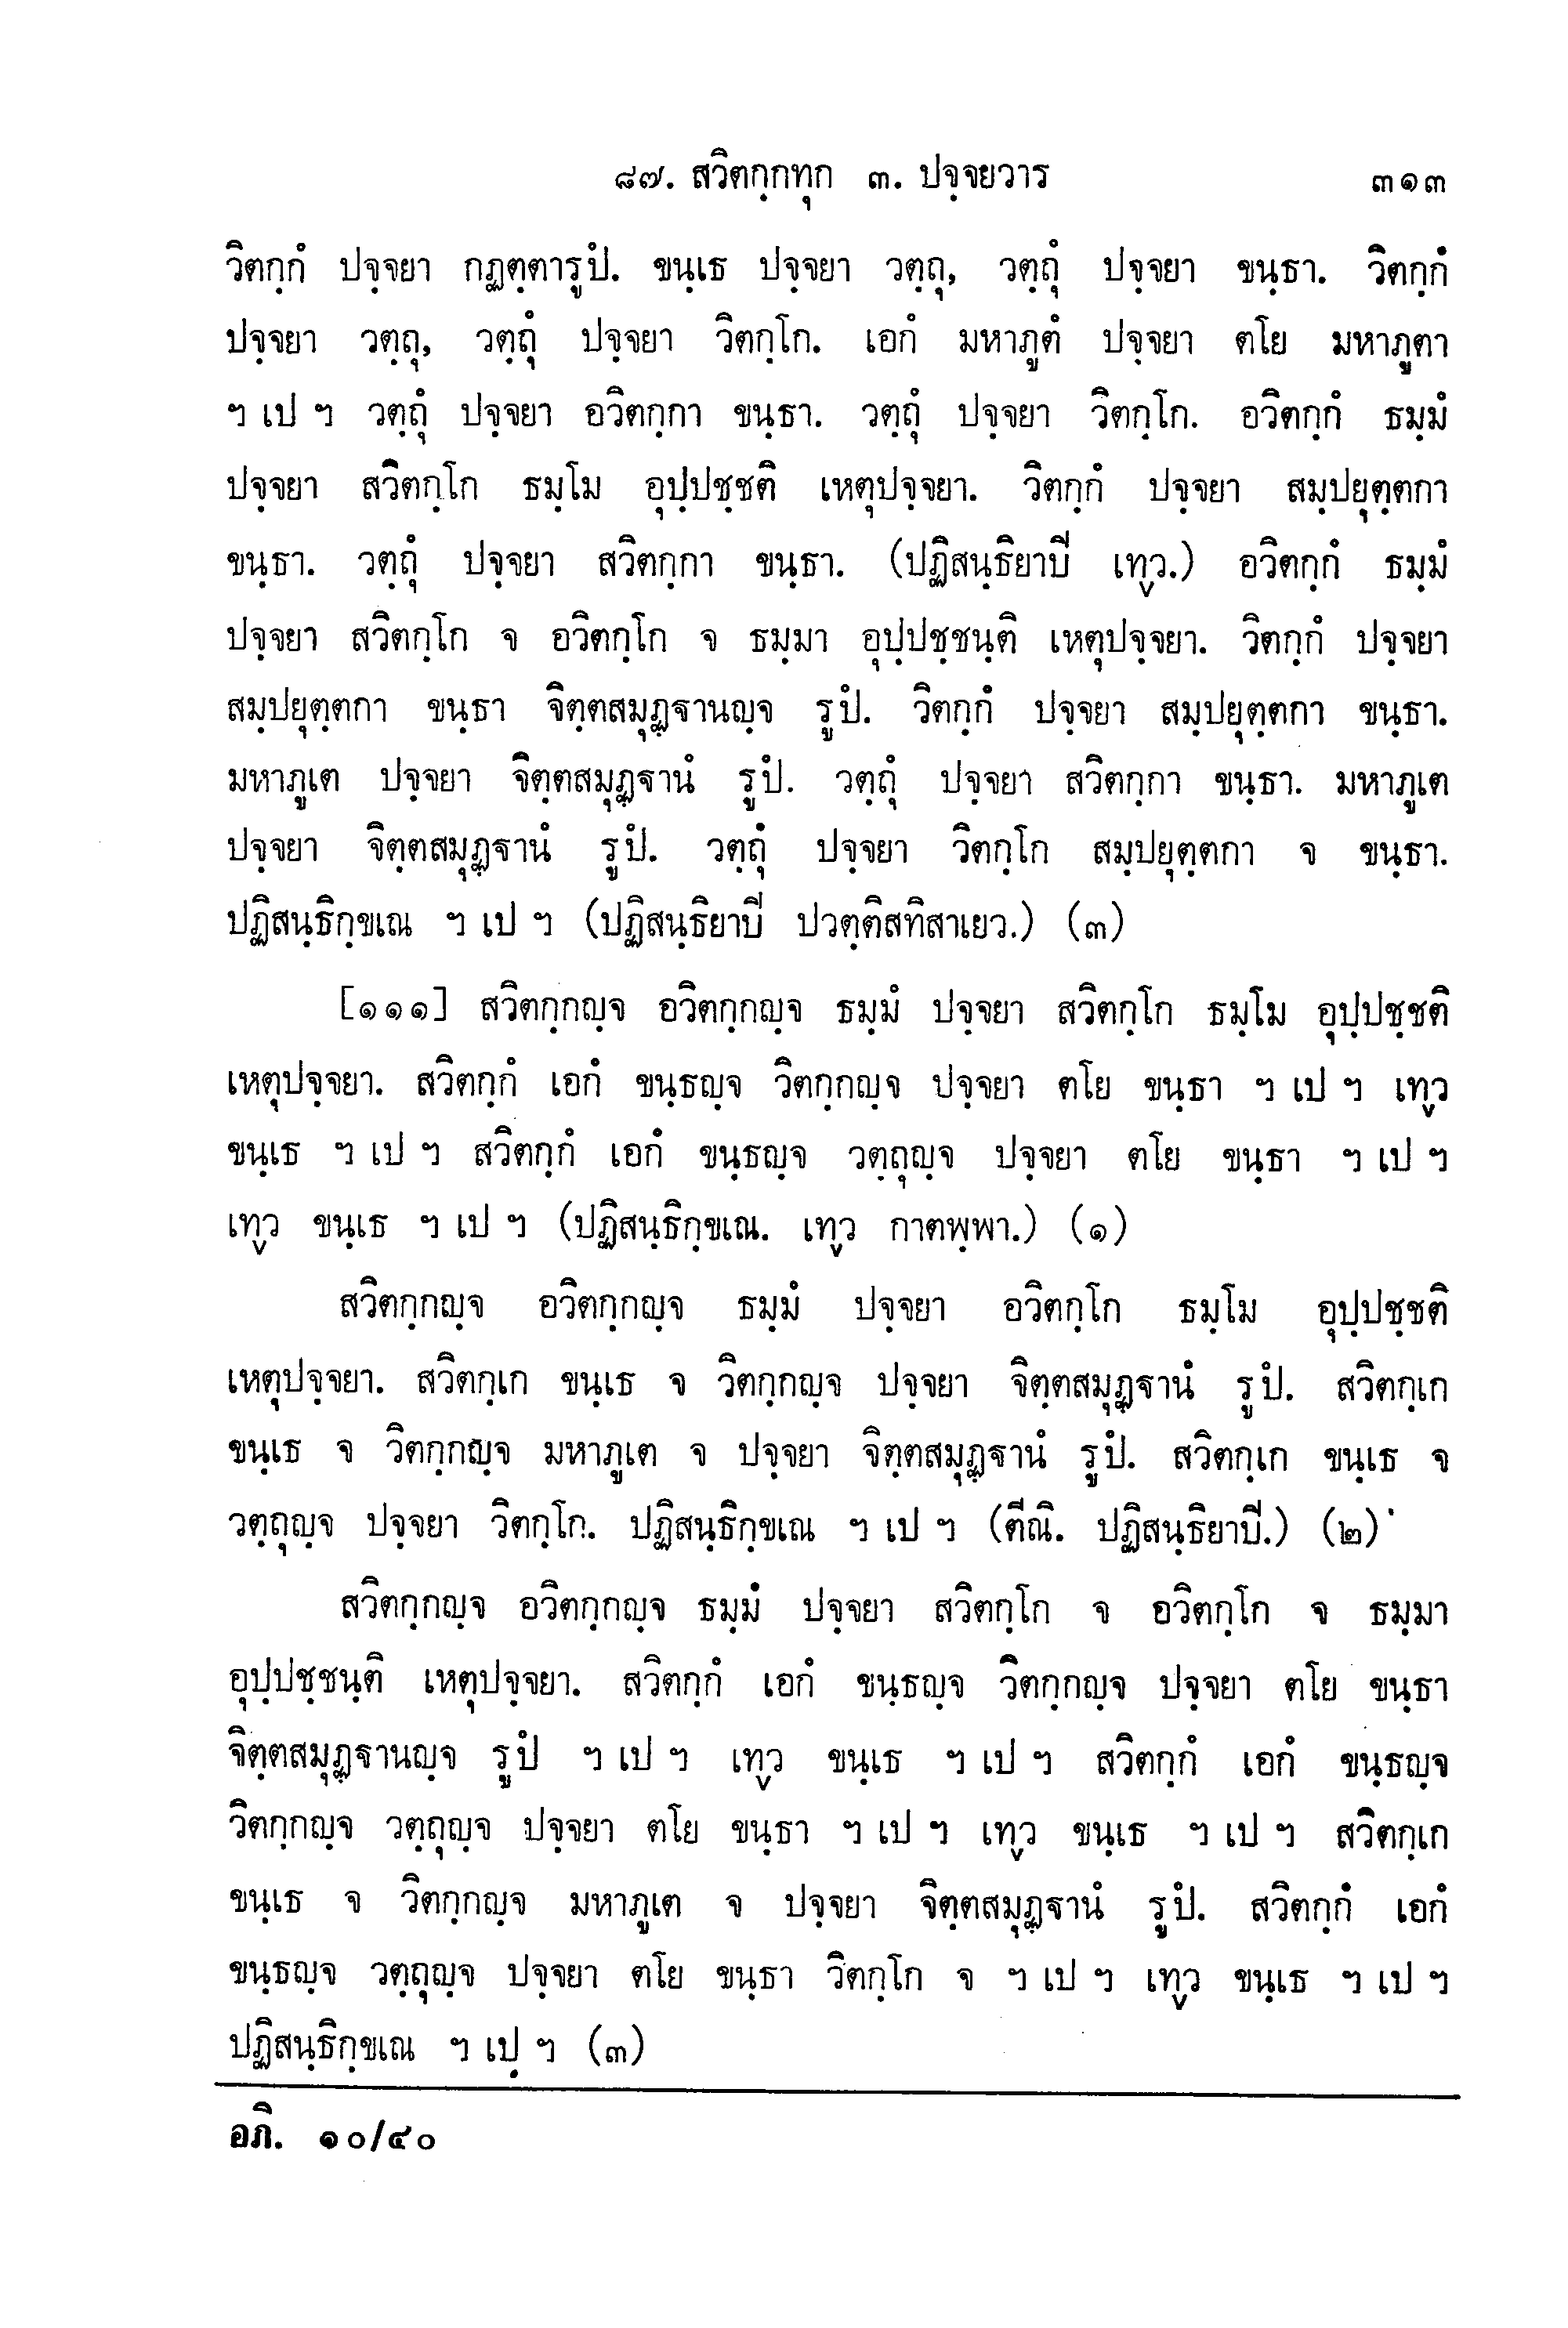 ๘๗. สวิตกฺกทุก ๓. ปจฺจยวาร ๓๑๓
วิตกฺกํ ปจฺจยา กฏตฺตารูปํ. ขนฺเธ ปจฺจยา วตฺถุ, วตฺถุํ ปจฺจยา ขนฺธา. วิตกฺกํ
ปจฺจยา วตฺถุ, วตฺถุํ ปจฺจยา วิตกฺโก. เอกํ มหาภูตํ ปจฺจยา ตโย มหาภูตา
ฯ เป ฯ วตฺถุํ ปจฺจยา อวิตกฺกา ขนฺธา. วตฺถุํ ปจฺจยา วิตกฺโก. อวิตกฺกํ ธมฺมํ
ปจฺจยา สวิตกฺโก ธมฺโม อุปฺปชฺชติ เหตุปจฺจยา. วิตกฺกํ ปจฺจยา สมฺปยุตฺตกา
ขนฺธา. วตฺถุํ ปจฺจยา สวิตกฺกา ขนฺธา. (ปฏิสนฺธิยาปี เทฺว.) อวิตกฺกํ ธมฺมํ
ปจฺจยา สวิตกฺโก จ อวิตกฺโก จ ธมฺมา อุปฺปชฺชนฺติ เหตุปจฺจยา. วิตกฺกํ ปจฺจยา
สมฺปยุตฺตกา ขนฺธา จิตฺตสมุฏฺฐานญฺจ รูปํ. วิตกฺกํ ปจฺจยา สมฺปยุตฺตกา ขนฺธา.
มหาภูเต ปจฺจยา จิตฺตสมุฏฺฐานํ รูปํ. วตฺถุํ ปจฺจยา สวิตกฺกา ขนฺธา. มหาภูเต
ปจฺจยา จิตฺตสมุฏฺฐานํ รูปํ. วตฺถุํ ปจฺจยา วิตกฺโก สมฺปยุตฺตกา จ ขนฺธา.
ปฏิสนฺธิกฺขเณ ฯ เป ฯ (ปฏิสนฺธิยาปี ปวตฺติสทิสาเยว.) (๓)
[๑๑๑] สวิตกฺกญฺจ อวิตกฺกญฺจ ธมฺมํ ปจฺจยา สวิตกฺโก ธมฺโม อุปฺปชฺชติ
เหตุปจฺจยา. สวิตกฺกํ เอกํ ขนฺธญฺจ วิตกฺกญฺจ ปจฺจยา ตโย ขนฺธา ฯ เป ฯ เทฺว
ขนฺเธ ฯ เป ฯ สวิตกฺกํ เอกํ ขนฺธญฺจ วตฺถุญฺจ ปจฺจยา ตโย ขนฺธา ฯ เป ฯ
เทฺว ขนฺเธ ฯ เป ฯ (ปฏิสนฺธิกฺขเณ. เทฺว กาตพฺพา.) (๑)
สวิตกฺกญฺจ อวิตกฺกญฺจ ธมฺมํ ปจฺจยา อวิตกฺโก ธมฺโม อุปฺปชฺชติ
เหตุปจฺจยา. สวิตกฺเก ขนฺเธ จ วิตกฺกญฺจ ปจฺจยา จิตฺตสมุฏฺฐานํ รูปํ. สวิตกฺเก
ขนฺเธ จ วิตกฺกญฺจ มหาภูเต จ ปจฺจยา จิตฺตสมุฏฺฐานํ รูปํ. สวิตกฺเก ขนฺเธ จ
วตฺถุญฺจ ปจฺจยา วิตกฺโก. ปฏิสนฺธิกฺขเณ ฯ เป ฯ (ตีณิ. ปฏิสนฺธิยาปี.) (๒)
สวิตกฺกญฺจ อวิตกฺกญฺจ ธมฺมํ ปจฺจยา สวิตกฺโก จ อวิตกฺโก จ ธมฺมา
อุปฺปชฺชนฺติ เหตุปจฺจยา. สวิตกฺกํ เอกํ ขนฺธญฺจ วิตกฺกญฺจ ปจฺจยา ตโย ขนฺธา
จิตฺตสมุฏฺฐานญฺจ รูปํ ฯ เป ฯ เทฺว ขนฺเธ ฯ เป ฯ สวิตกฺกํ เอกํ ขนฺธญฺจ
วิตกฺกญฺจ วตฺถุญฺจ ปจฺจยา ตโย ขนฺธา ฯ เป ฯ เทฺว ขนฺเธ ฯ เป ฯ สวิตกฺเก
ขนฺเธ จ วิตกฺกญฺจ มหาภูเต จ ปจฺจยา จิตฺตสมุฏฺฐานํ รูปํ. สวิตกฺกํ เอกํ
ขนฺธญฺจ วตฺถุญฺจ ปจฺจยา ตโย ขนฺธา วิตกฺโก จ ฯ เป ฯ เทฺว ขนฺเธ ฯ เป ฯ
ปฏิสนฺธิกฺขเณ ฯ เป ฯ (๓)
อภิ. ๑๐/๔๐